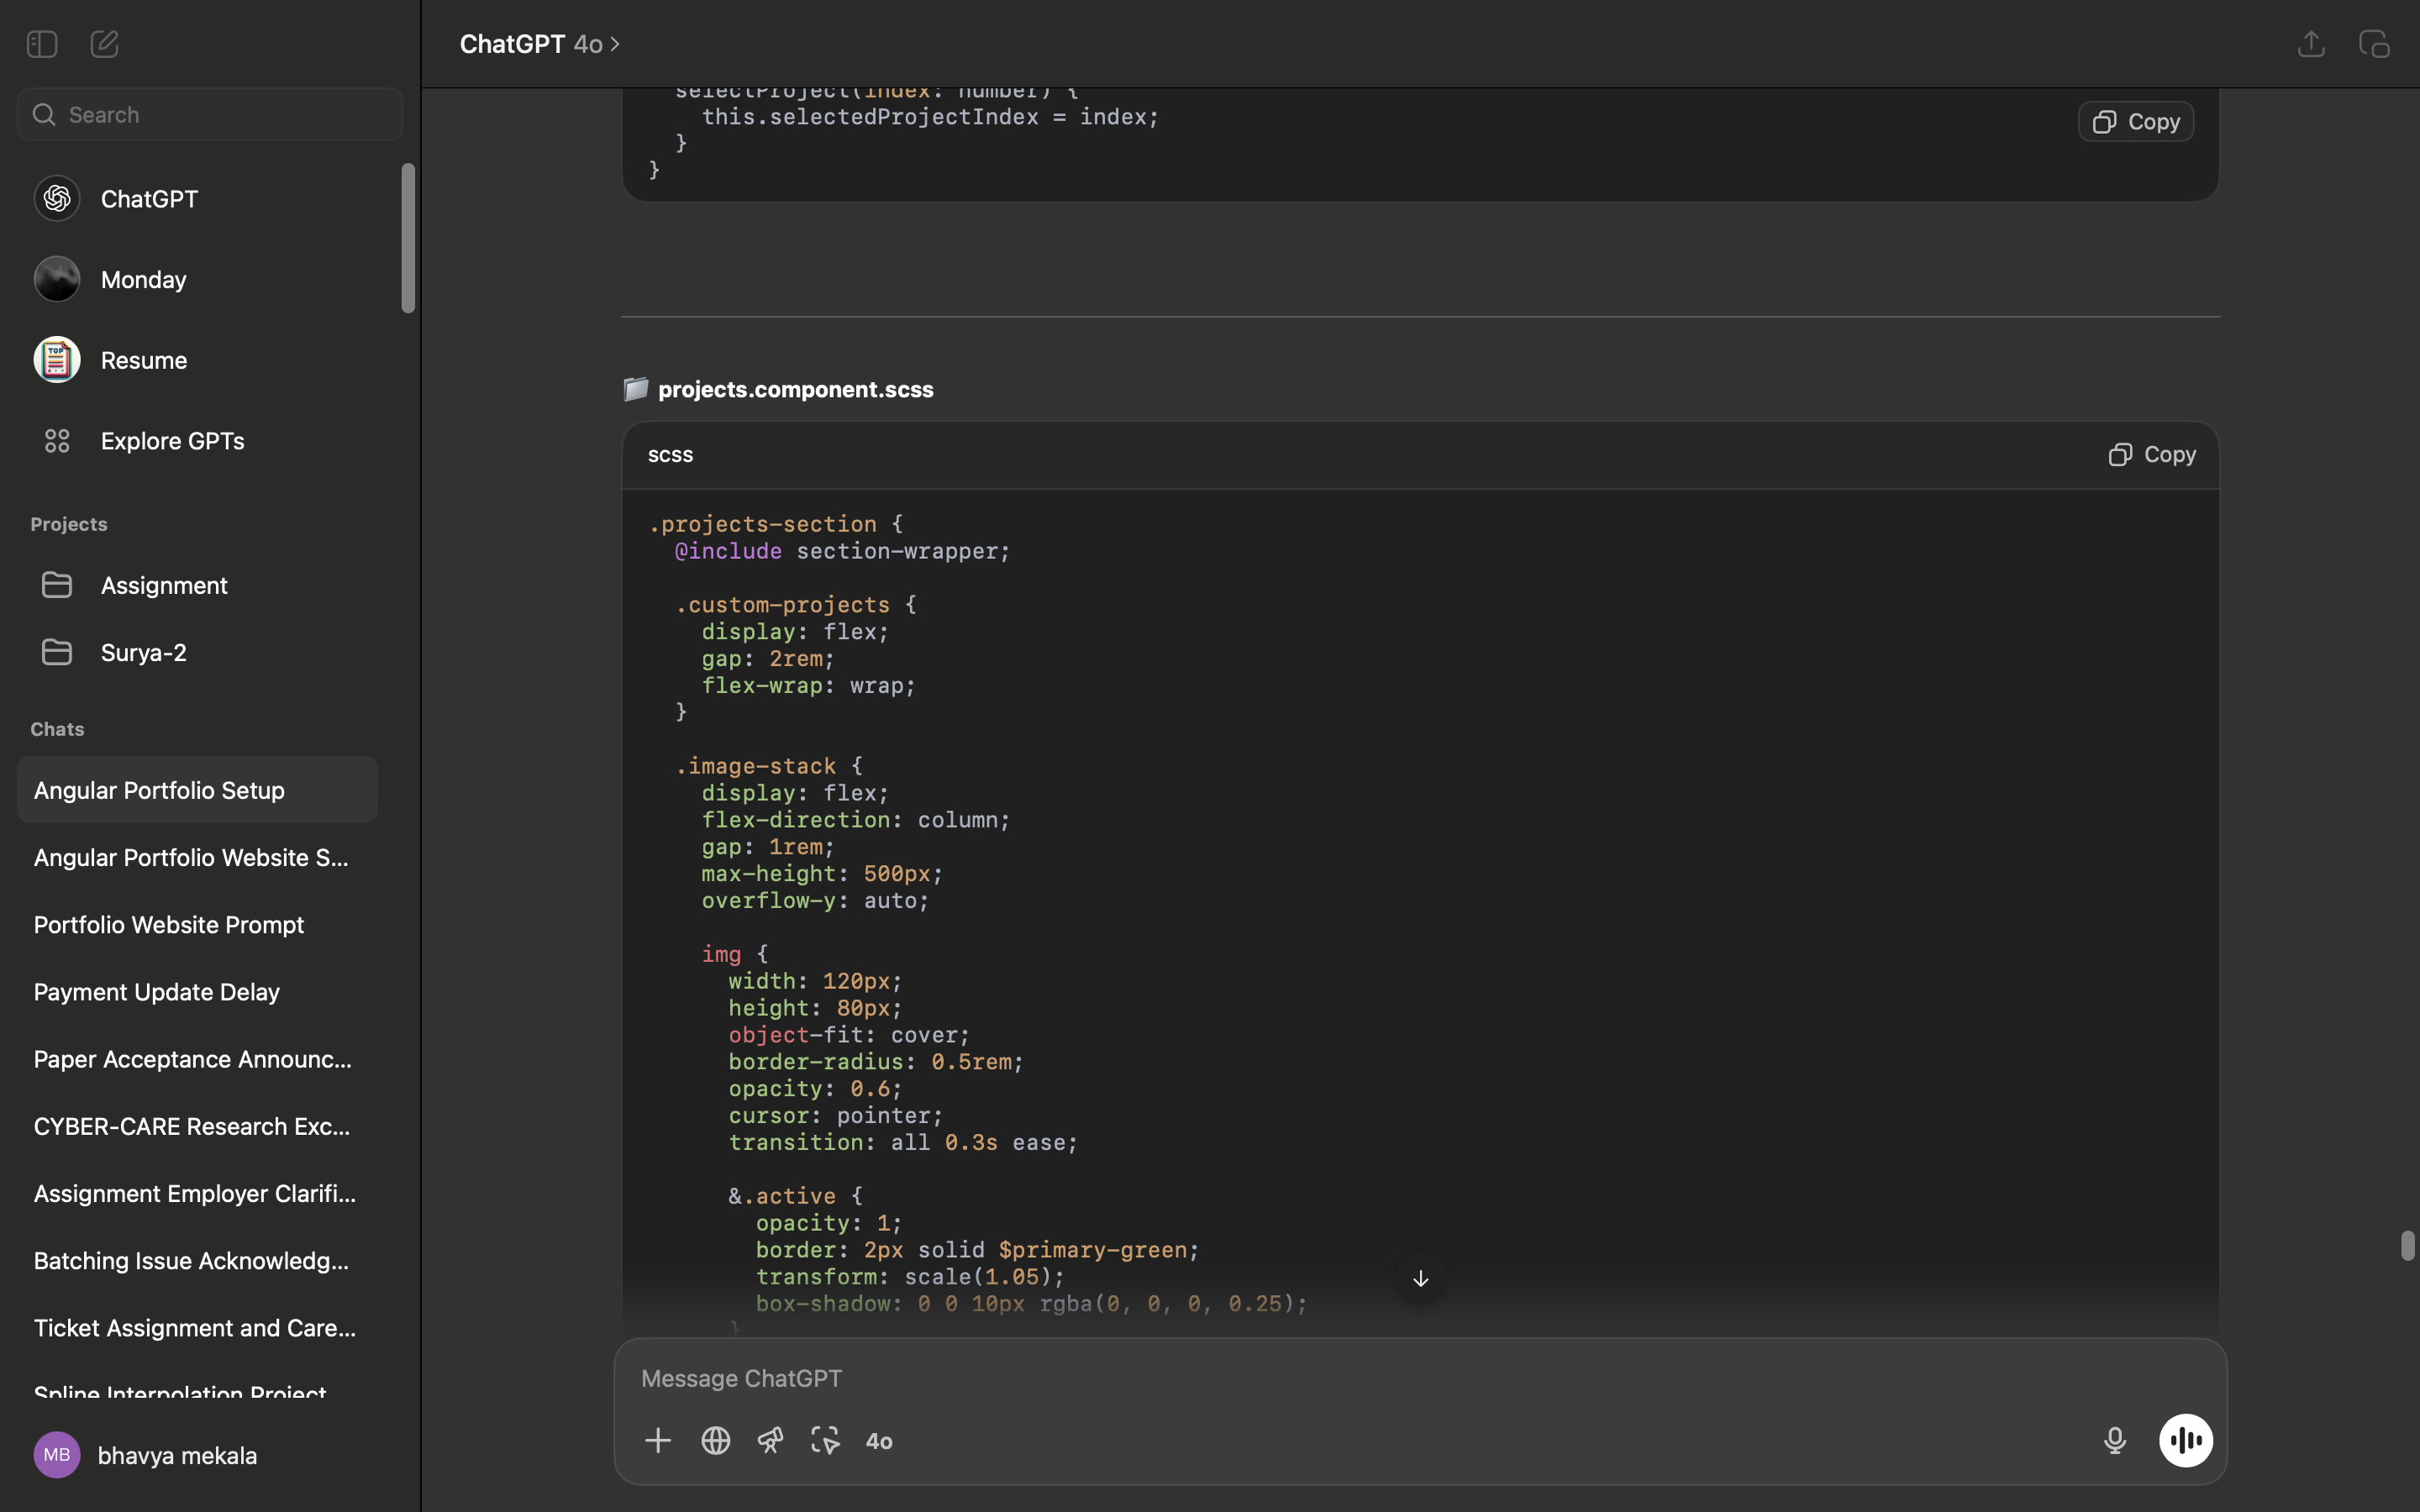 ChatGPT 4o
Search
ChatGPT
Monday
TOP
Resume
Explore GPTs
Projects
Assignment
Surya-2
Chats
Angular Portfolio Setup
Angular Portfolio Website S...
Portfolio Website Prompt
Payment Update Delay
Paper Acceptance Announc...
CYBER-CARE Research Exc...
Assignment Employer Clarifi...
Batching Issue Acknowledg...
Ticket Assignment and Care...
Spline Interpolation Project
MB bhavya mekala
selectProject(index: number) {
this.selectedProjectIndex = index;
}
}
Copy
projects.component.scss
scss
Copy
.projects-section {
@include section-wrapper;
.custom-projects {
display: flex;
gap: 2rem;
flex-wrap: wrap;
}
.image-stack {
display: flex;
flex-direction: column;
gap: 1rem;
max-height: 500px;
overflow-y: auto;
img {
width: 120px;
height: 80px;
object-fit: cover;
border-radius: 0.5rem;
opacity: 0.6;
cursor: pointer;
transition: all 0.3s ease;
&.active {
opacity: 1;
border: 2px solid $primary-green;
transform: scale(1.05);
box-shadow: 0 0 10px rgba(0, 0, 0, 0.25);
}
Message ChatGPT
4o